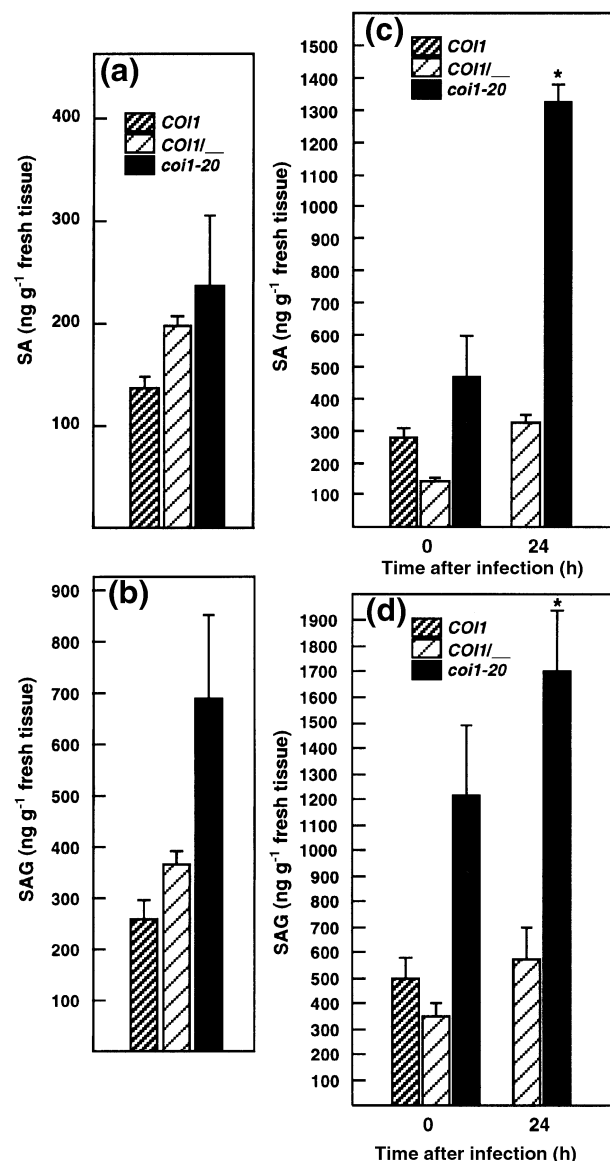 (a)
SA (ng g⁻¹ fresh tissue)
400
300
200
100
COI1
COI1/__
coi1-20
(c)
SA (ng g⁻¹ fresh tissue)
1500
1400
1300
1200
1100
1000
900
800
700
600
500
400
300
200
100
COI1
COI1/__
coi1-20
*
0
24
Time after infection (h)
(b)
SAG (ng g⁻¹ fresh tissue)
900
800
700
600
500
400
300
200
100
(d)
SAG (ng g⁻¹ fresh tissue)
1900
1800
1700
1600
1500
1400
1300
1200
1100
1000
900
800
700
600
500
400
300
200
100
COI1
COI1/__
coi1-20
*
0
24
Time after infection (h)